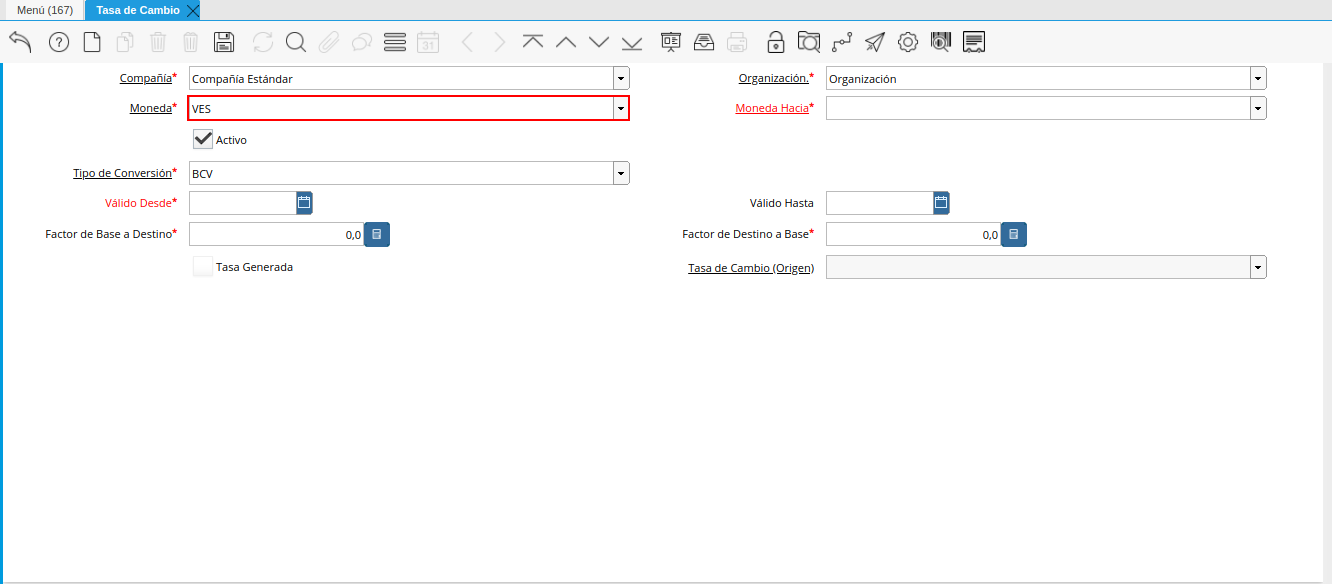 Menú (167) Tasa de Cambio
31
Compañía* Compañía Estándar Organización.* Organización
Moneda* VES Moneda Hacia*
Activo
Tipo de Conversión* BCV
Válido Desde* Válido Hasta
Factor de Base a Destino* 0,0 Factor de Destino a Base* 0,0
Tasa Generada Tasa de Cambio (Origen)